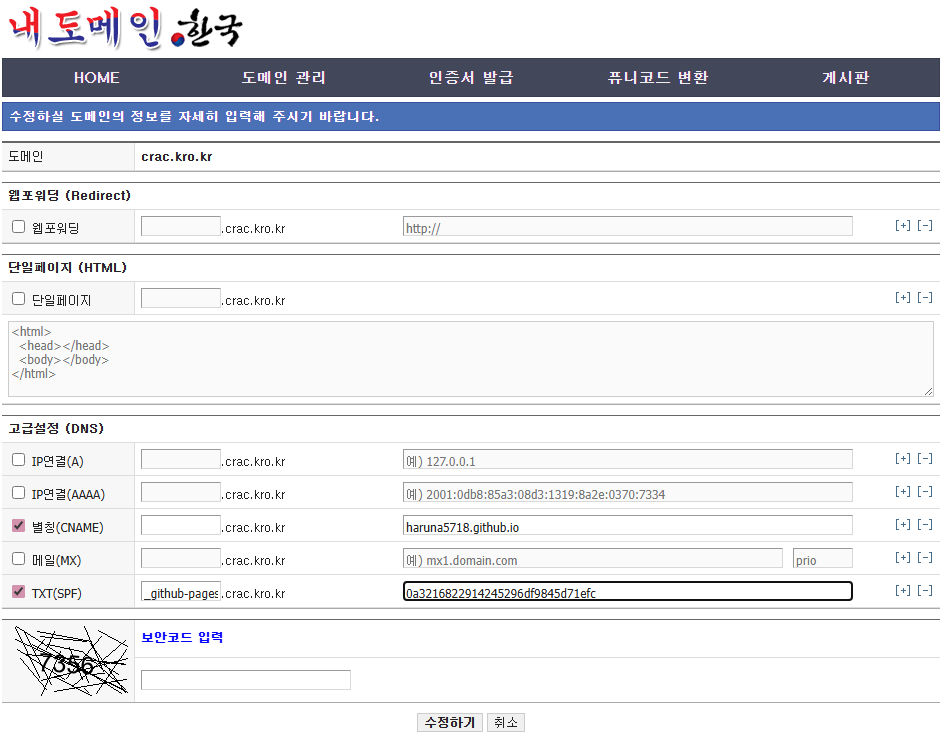 내도메인.한국
HOME 도메인 관리 인증서 발급 퓨니코드 변환 게시판
수정하실 도메인의 정보를 자세히 입력해 주시기 바랍니다.
도메인 crac.kro.kr
웹포워딩 (Redirect)
웹포워딩 .crac.kro.kr http:// [+] [-]
단일페이지 (HTML)
단일페이지 .crac.kro.kr [+] [-]
<html>
<head></head>
<body></body>
</html>
고급설정 (DNS)
IP연결(A) .crac.kro.kr 예) 127.0.0.1 [+] [-]
IP연결(AAAA) .crac.kro.kr 예) 2001:0db8:85a3:08d3:1319:8a2e:0370:7334 [+] [-]
별칭(CNAME) .crac.kro.kr haruna5718.github.io [+] [-]
메일(MX) .crac.kro.kr 예) mx1.domain.com prio [+] [-]
TXT(SPF) _github-pages .crac.kro.kr 0a3216822914245296df9845d71efc [+] [-]
7356 보안코드 입력
수정하기 취소